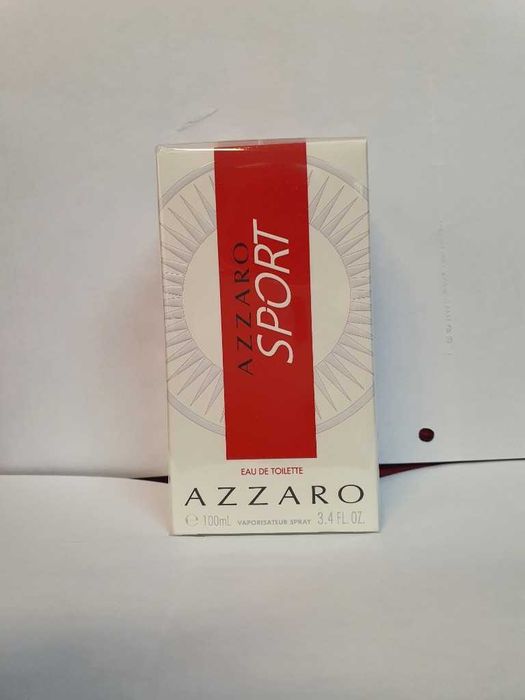 AZZARO
SPORT
EAU DE TOILETTE
AZZARO
℮ 100mL VAPORISATEUR SPRAY 3.4 FL. OZ.